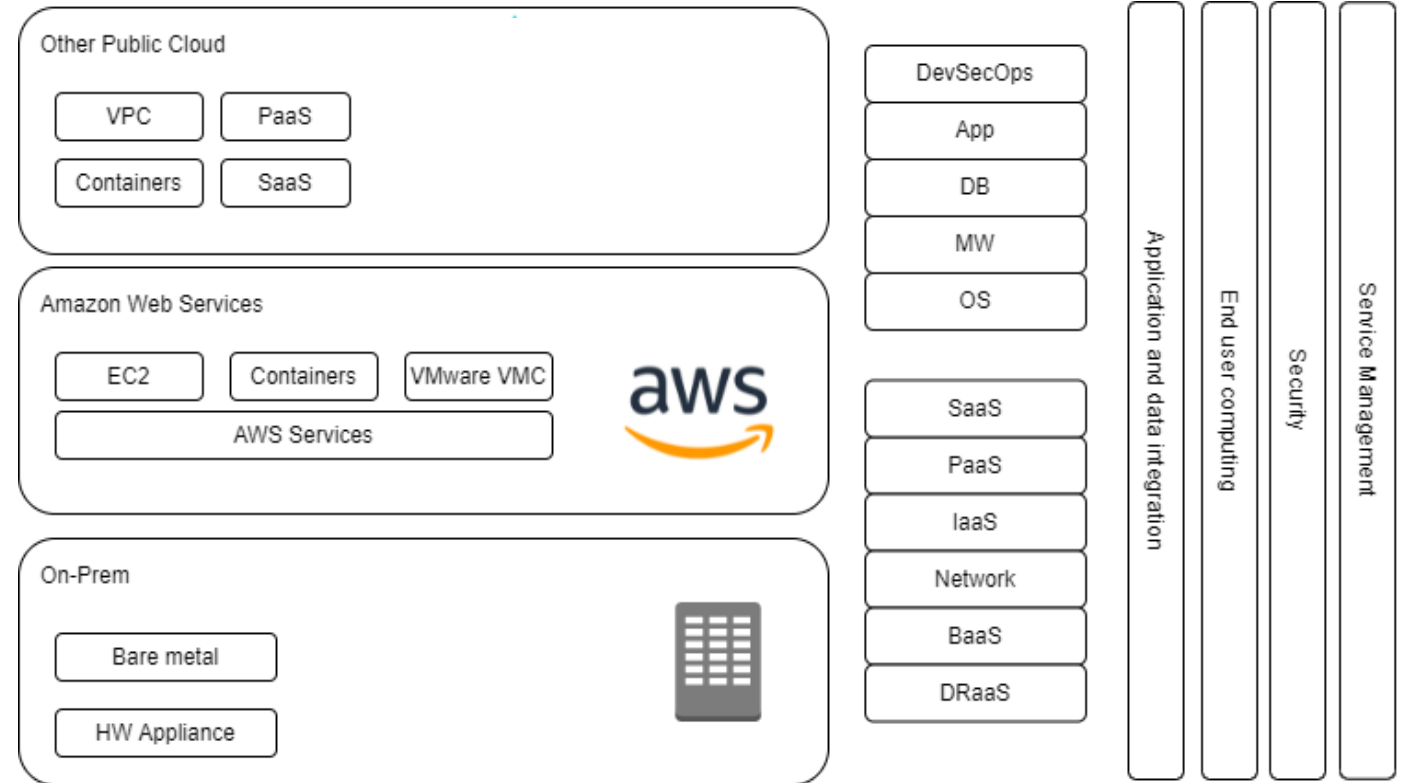 Other Public Cloud
VPC
PaaS
Containers
SaaS
Amazon Web Services
EC2
Containers
VMware VMC
AWS Services
aws
On-Prem
Bare metal
HW Appliance
DevSecOps
App
DB
MW
OS
SaaS
PaaS
IaaS
Network
BaaS
DRaaS
Application and data integration
End user computing
Security
Service Management